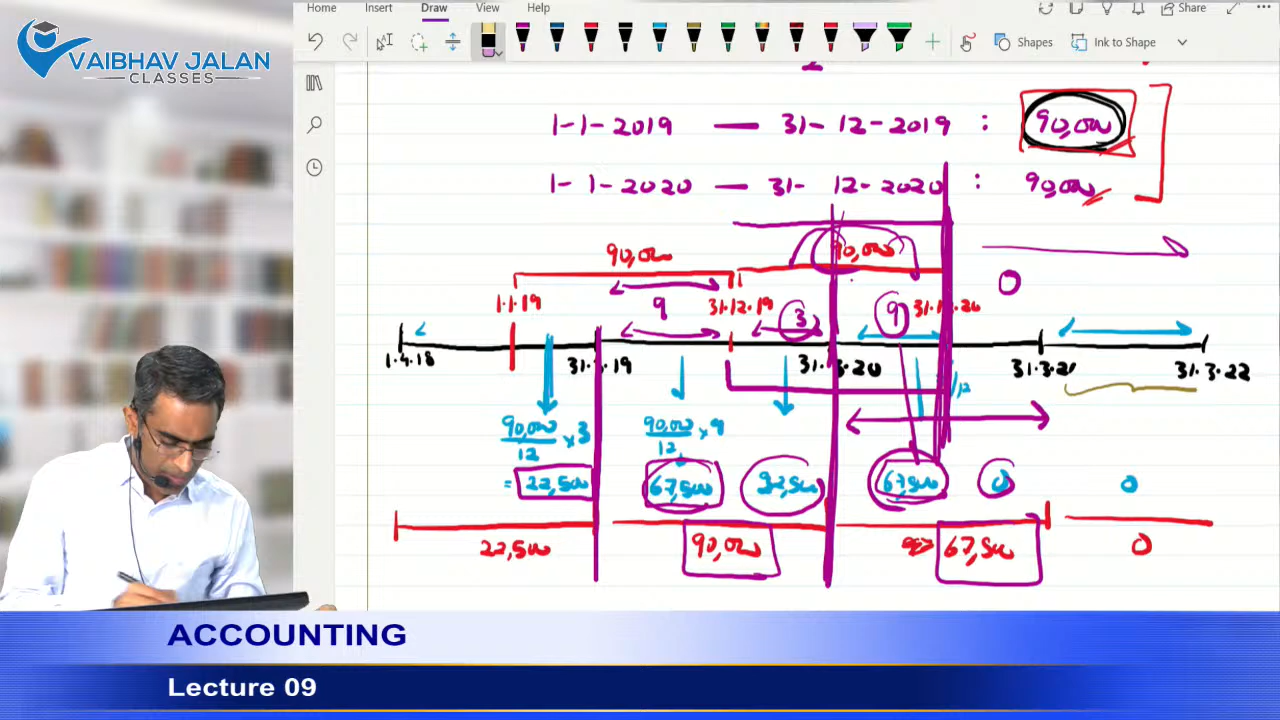 VAIBHAV JALAN
CLASSES
Home Insert Draw View Help Share
Shapes Ink to Shape
1-1-2019 — 31-12-2019 : 90,000
1-1-2020 — 31-12-2020 : 90,000
90,000 90,000
0
1.1.19 9 31.12.19 3 9
1.4.18 31.3.20 31.3.21 31.3.22
90,000/12 × 3 90,000/12 × 9
= 22,500 67,500 22,500 67,500 0 0
22,500 90,000 67,500 0
ACCOUNTING
Lecture 09